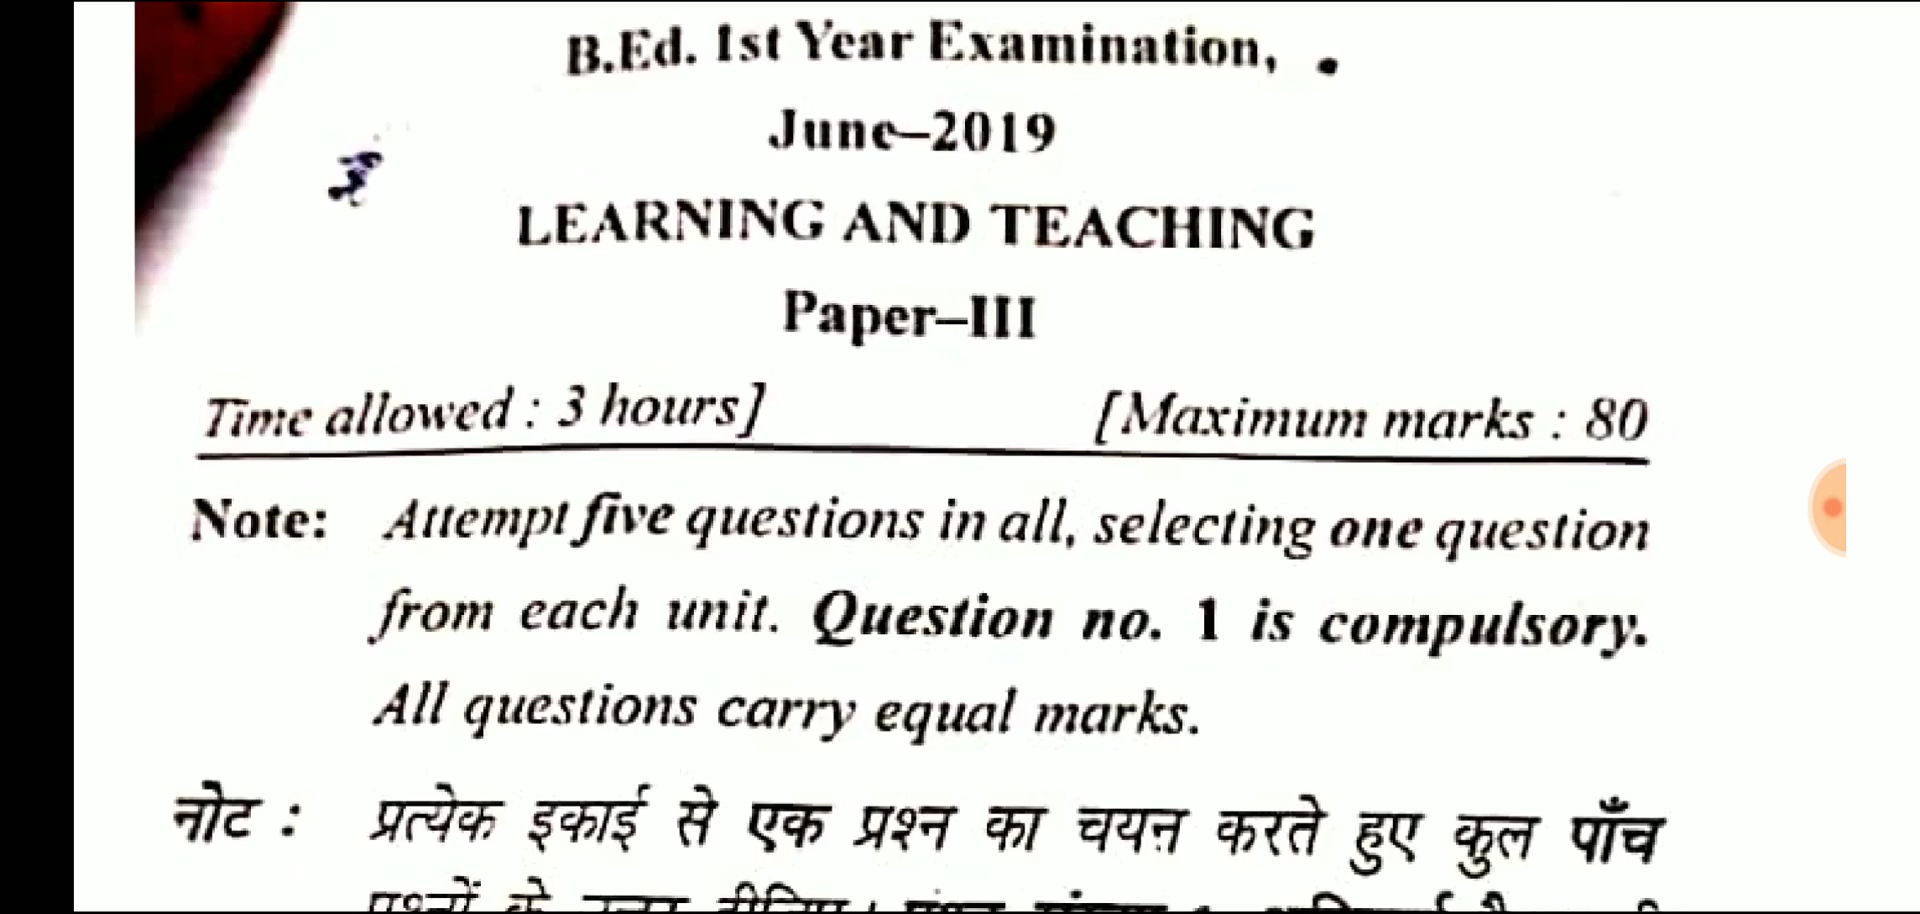 B.Ed. 1st Year Examination,
June–2019
LEARNING AND TEACHING
Paper–III
Time allowed : 3 hours] [Maximum marks : 80
Note: Attempt five questions in all, selecting one question
from each unit. Question no. 1 is compulsory.
All questions carry equal marks.
नोट : प्रत्येक इकाई से एक प्रश्न का चयन करते हुए कुल पाँच